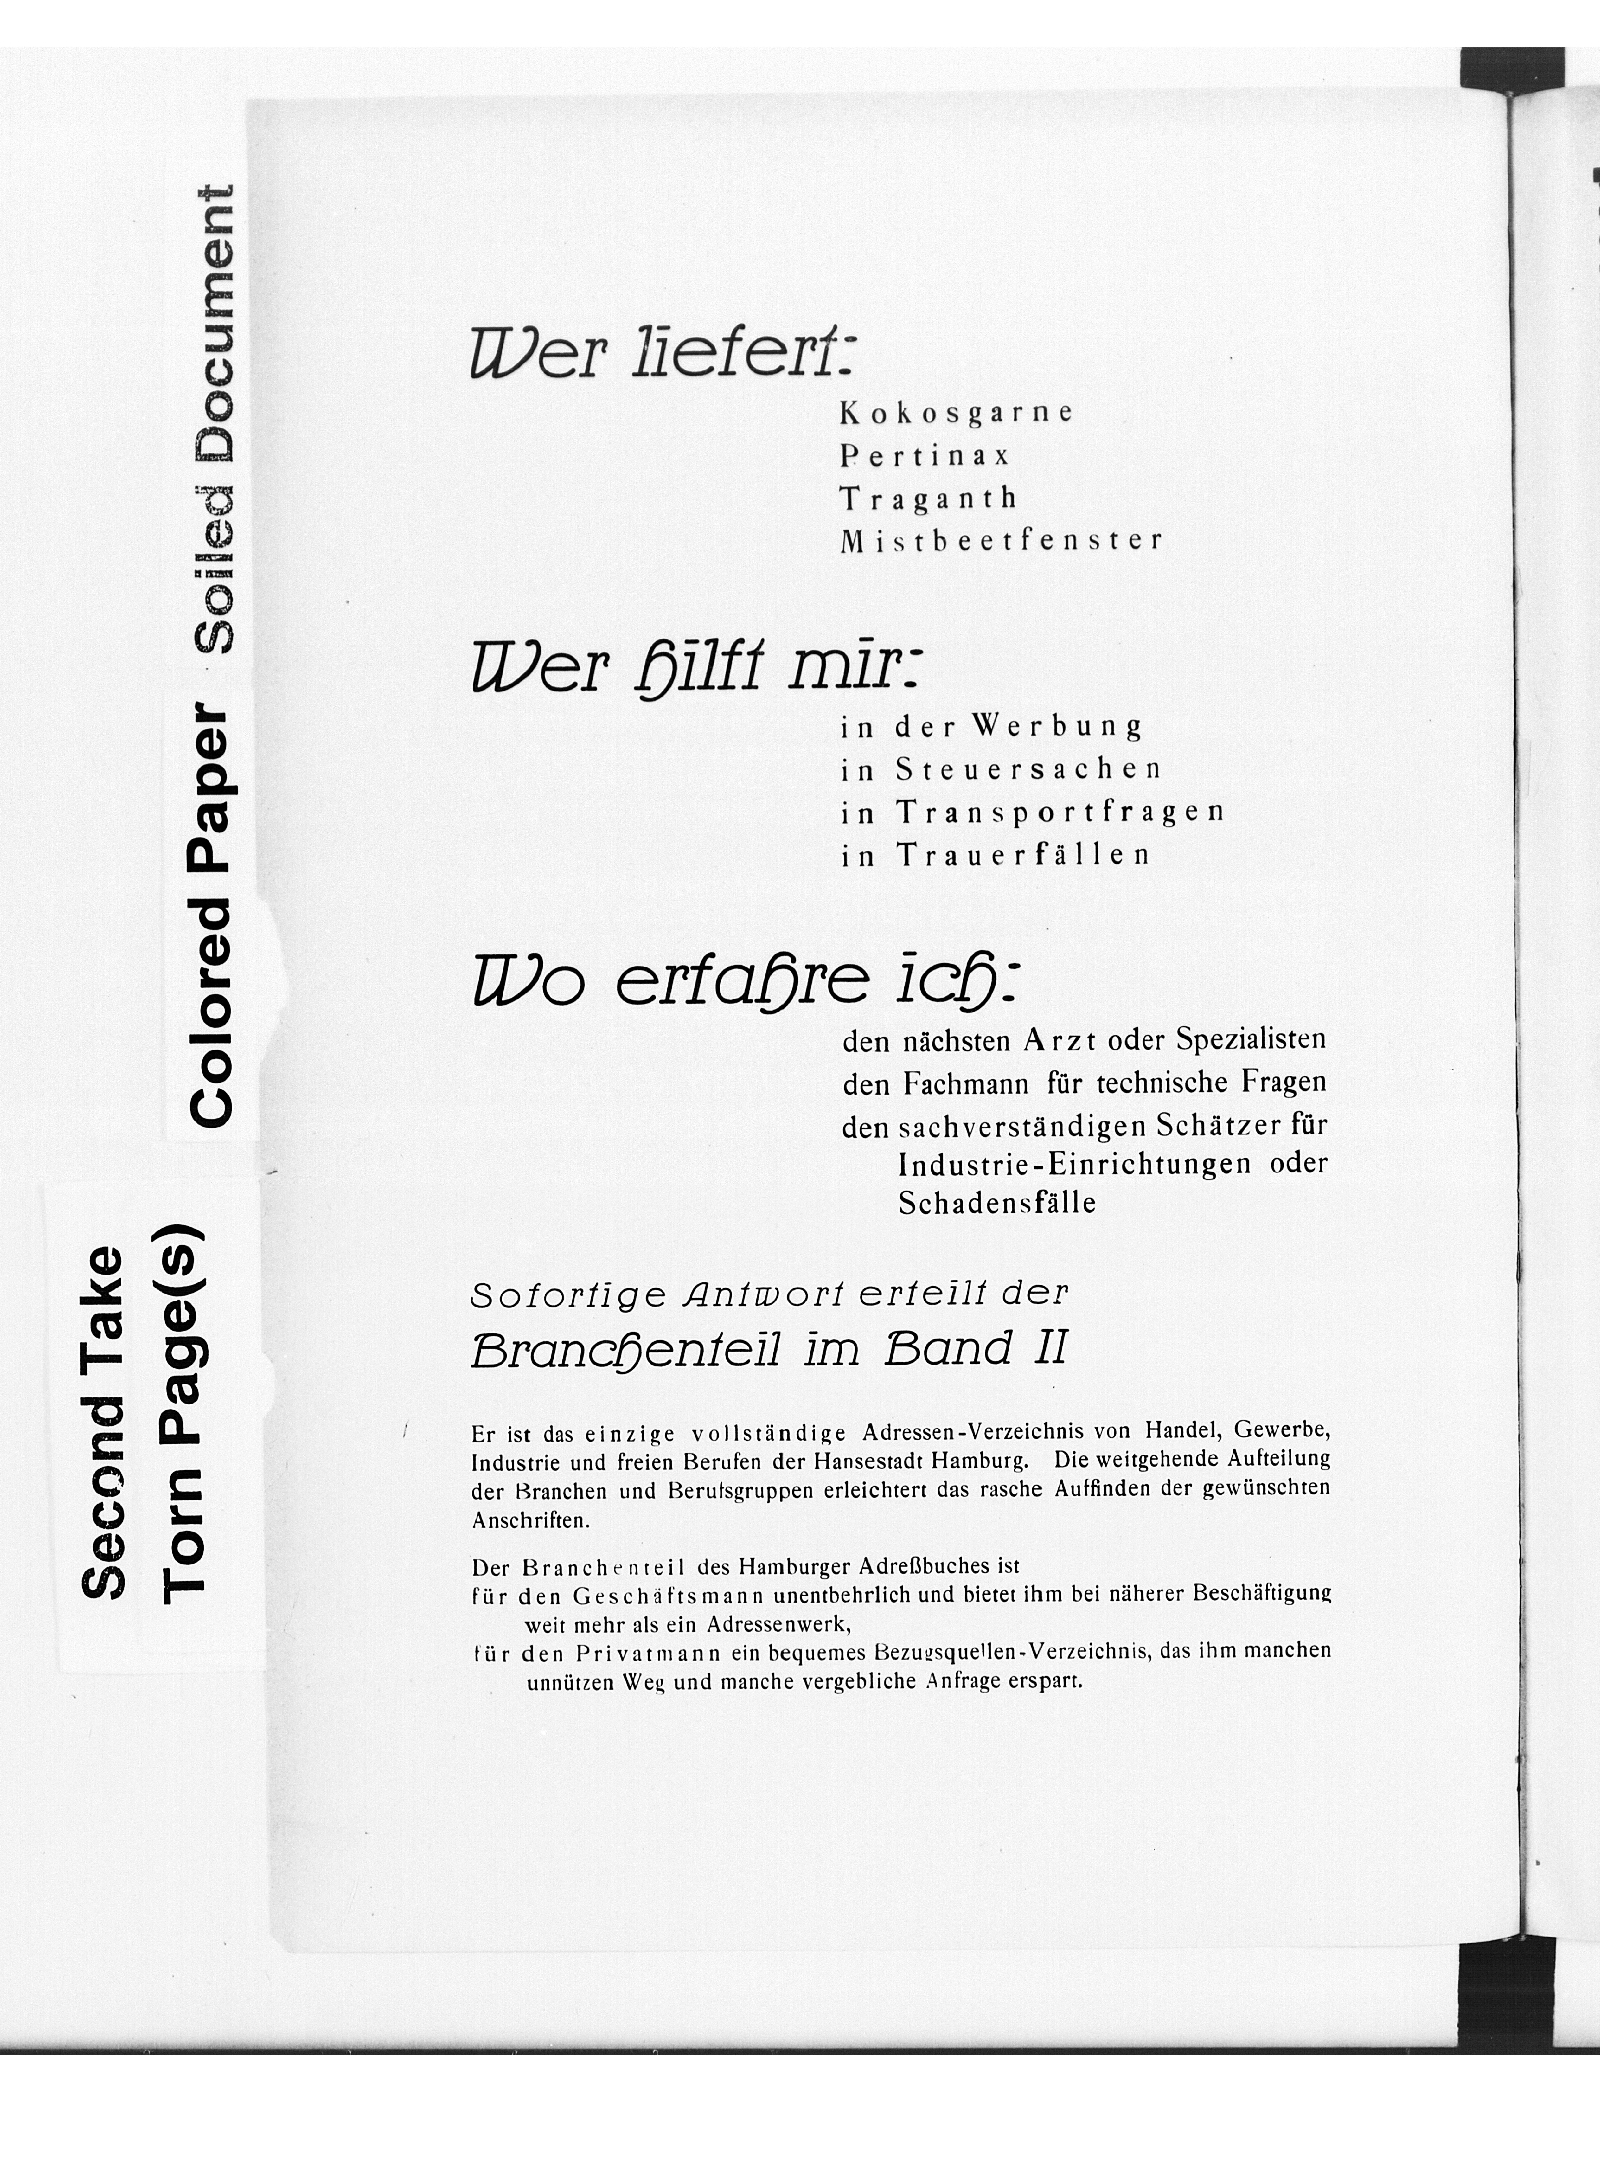 Wer liefert:
Kokosgarne
Pertinax
Traganth
Mistbeetfenster
Wer hilft mir:
in der Werbung
in Steuersachen
in Transportfragen
in Trauerfällen
Wo erfahre ich:
den nächsten Arzt oder Spezialisten
den Fachmann für technische Fragen
den sachverständigen Schätzer für
Industrie-Einrichtungen oder
Schadensfälle
Sofortige Antwort erteilt der
Branchenteil im Band II
Er ist das einzige vollständige Adressen-Verzeichnis von Handel, Gewerbe,
Industrie und freien Berufen der Hansestadt Hamburg. Die weitgehende Aufteilung
der Branchen und Berufsgruppen erleichtert das rasche Auffinden der gewünschten
Anschriften.
Der Branchenteil des Hamburger Adreßbuches ist
für den Geschäftsmann unentbehrlich und bietet ihm bei näherer Beschäftigung
weit mehr als ein Adressenwerk,
für den Privatmann ein bequemes Bezugsquellen-Verzeichnis, das ihm manchen
unnützen Weg und manche vergebliche Anfrage erspart.
Colored Paper Soiled Document
Second Take
Torn Page(s)